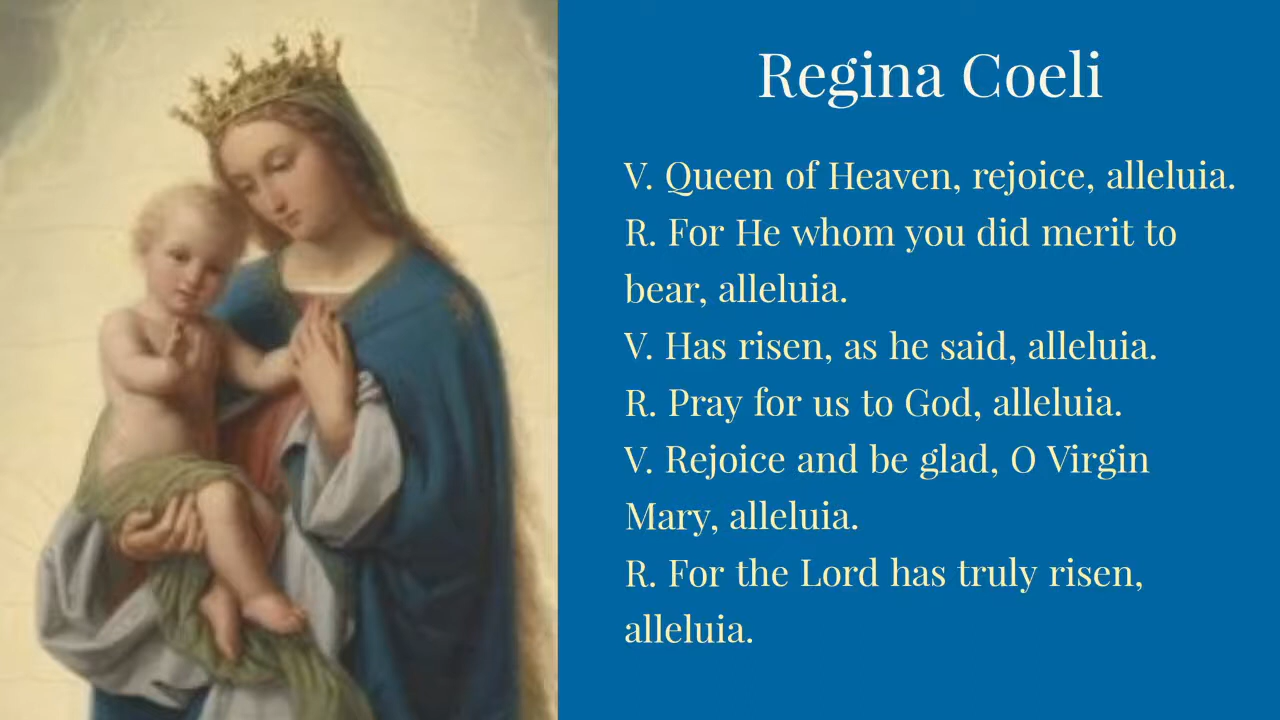 Regina Coeli
V. Queen of Heaven, rejoice, alleluia.
R. For He whom you did merit to
bear, alleluia.
V. Has risen, as he said, alleluia.
R. Pray for us to God, alleluia.
V. Rejoice and be glad, O Virgin
Mary, alleluia.
R. For the Lord has truly risen,
alleluia.